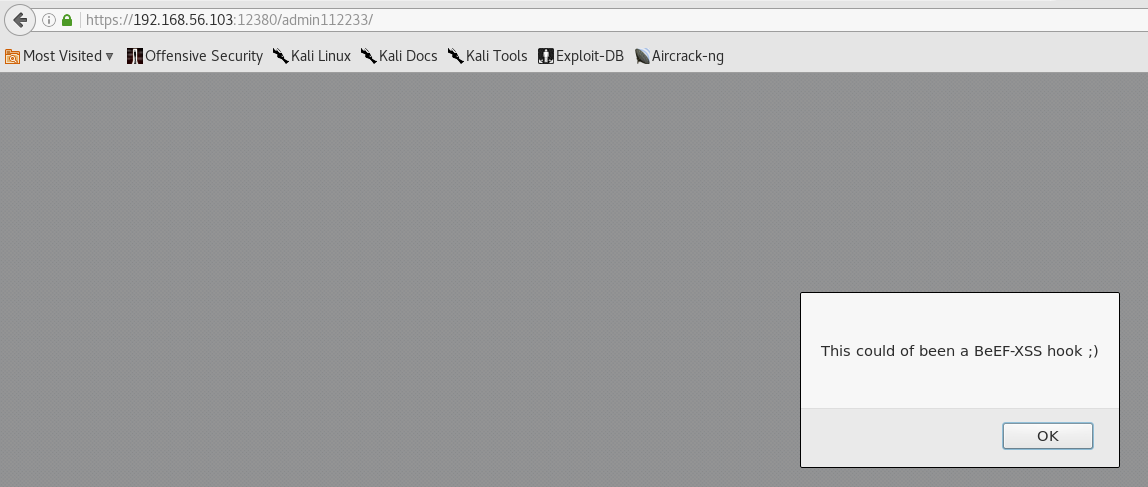 https://192.168.56.103:12380/admin112233/
Most Visited Offensive Security Kali Linux Kali Docs Kali Tools Exploit-DB Aircrack-ng
This could of been a BeEF-XSS hook ;)
OK